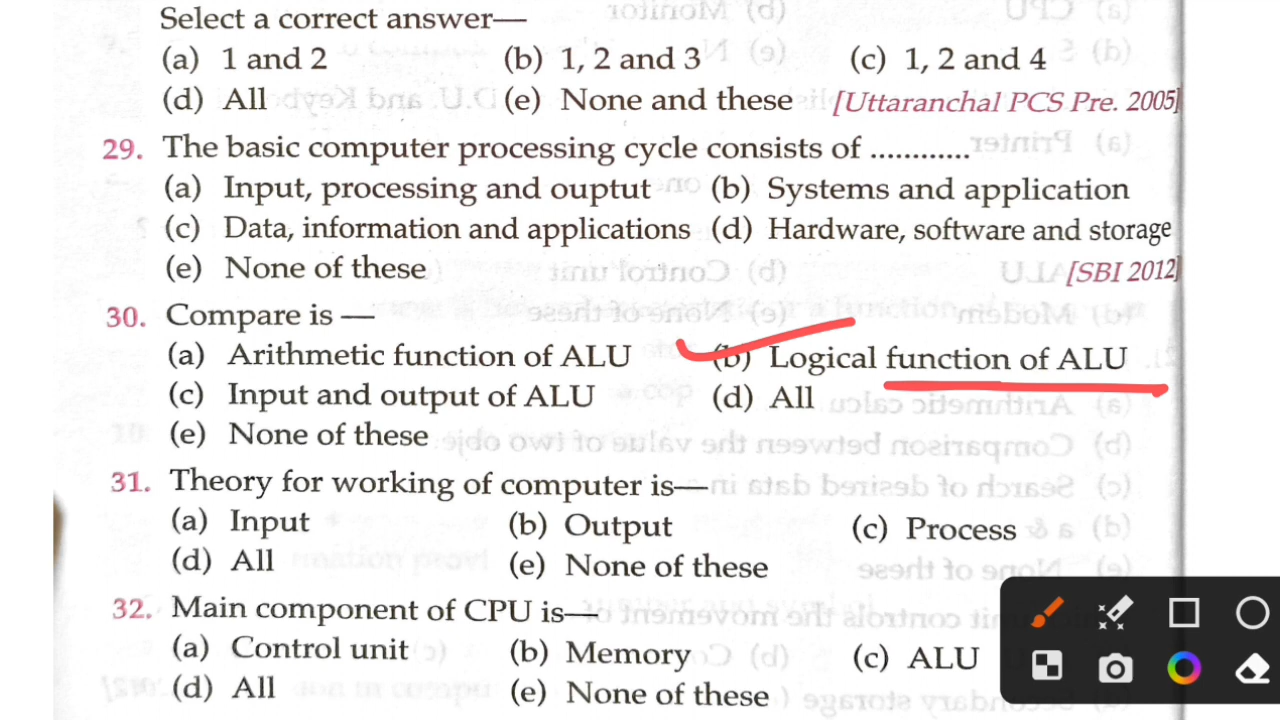 Select a correct answer—
(a) 1 and 2 (b) 1, 2 and 3 (c) 1, 2 and 4
(d) All (e) None and these [Uttaranchal PCS Pre. 2005]
29. The basic computer processing cycle consists of ............
(a) Input, processing and ouptut (b) Systems and application
(c) Data, information and applications (d) Hardware, software and storage
(e) None of these [SBI 2012]
30. Compare is —
(a) Arithmetic function of ALU (b) Logical function of ALU
(c) Input and output of ALU (d) All
(e) None of these
31. Theory for working of computer is—
(a) Input (b) Output (c) Process
(d) All (e) None of these
32. Main component of CPU is—
(a) Control unit (b) Memory (c) ALU
(d) All (e) None of these